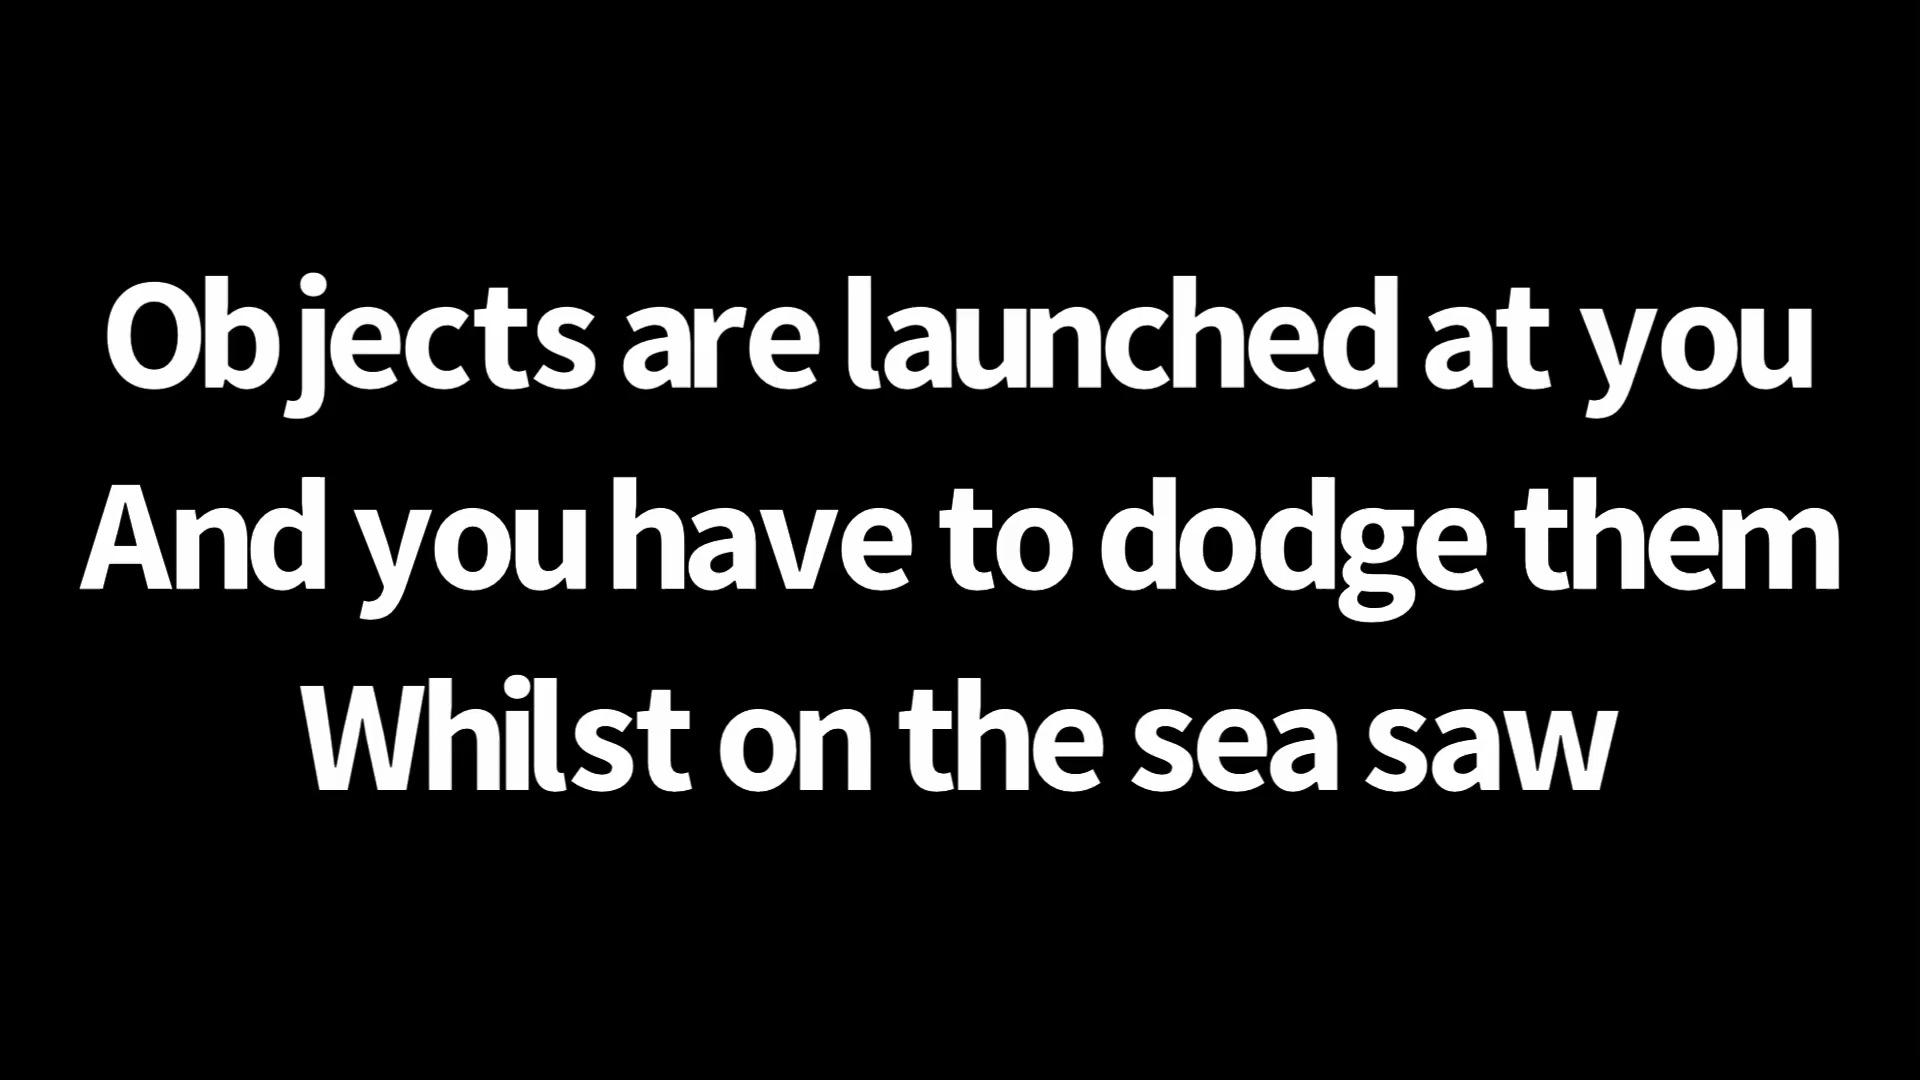 Objects are launched at you
And you have to dodge them
Whilst on the sea saw